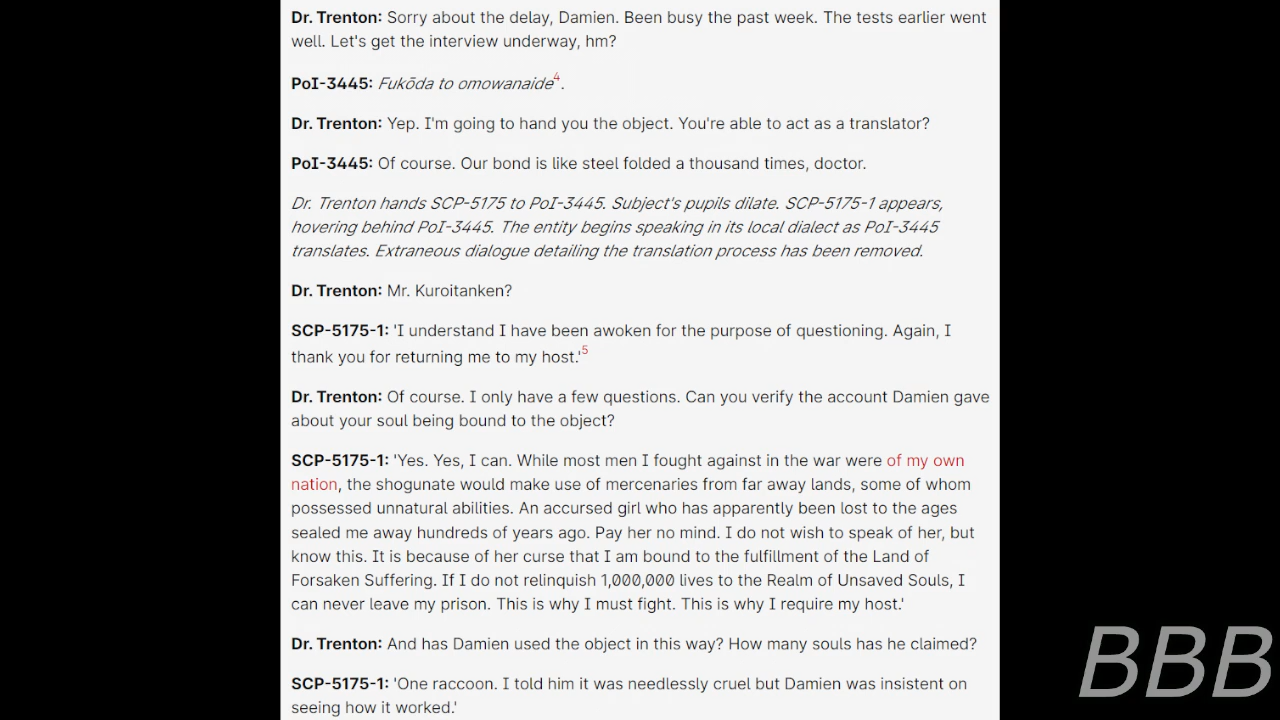 Dr. Trenton: Sorry about the delay, Damien. Been busy the past week. The tests earlier went
well. Let's get the interview underway, hm?
PoI-3445: Fukōda to omowanaide4.
Dr. Trenton: Yep. I'm going to hand you the object. You're able to act as a translator?
PoI-3445: Of course. Our bond is like steel folded a thousand times, doctor.
Dr. Trenton hands SCP-5175 to PoI-3445. Subject's pupils dilate. SCP-5175-1 appears,
hovering behind PoI-3445. The entity begins speaking in its local dialect as PoI-3445
translates. Extraneous dialogue detailing the translation process has been removed.
Dr. Trenton: Mr. Kuroitanken?
SCP-5175-1: 'I understand I have been awoken for the purpose of questioning. Again, I
thank you for returning me to my host.'5
Dr. Trenton: Of course. I only have a few questions. Can you verify the account Damien gave
about your soul being bound to the object?
SCP-5175-1: 'Yes. Yes, I can. While most men I fought against in the war were of my own
nation, the shogunate would make use of mercenaries from far away lands, some of whom
possessed unnatural abilities. An accursed girl who has apparently been lost to the ages
sealed me away hundreds of years ago. Pay her no mind. I do not wish to speak of her, but
know this. It is because of her curse that I am bound to the fulfillment of the Land of
Forsaken Suffering. If I do not relinquish 1,000,000 lives to the Realm of Unsaved Souls, I
can never leave my prison. This is why I must fight. This is why I require my host.'
Dr. Trenton: And has Damien used the object in this way? How many souls has he claimed?
SCP-5175-1: 'One raccoon. I told him it was needlessly cruel but Damien was insistent on
seeing how it worked.'
BBB